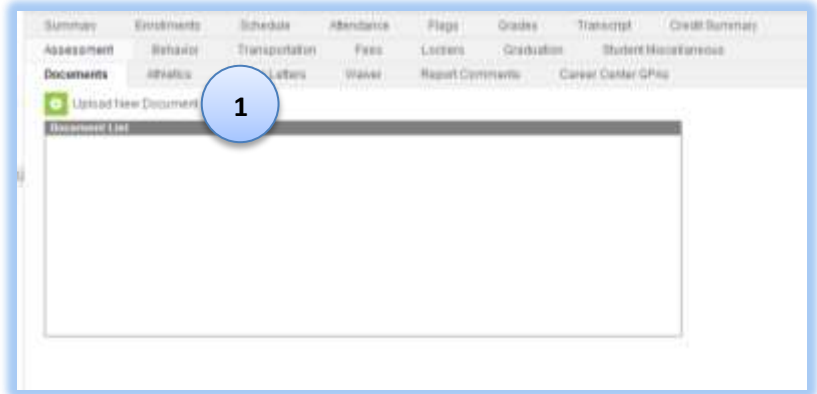 Summary Enrollments Schedule Attendance Flags Grades Transcript Credit Summary
Assessment Behavior Transportation Fees Lockers Graduation Student Miscellaneous
Documents Athletics Letters Waiver Report Comments Career Center GPAs
Upload New Document
1
Document List